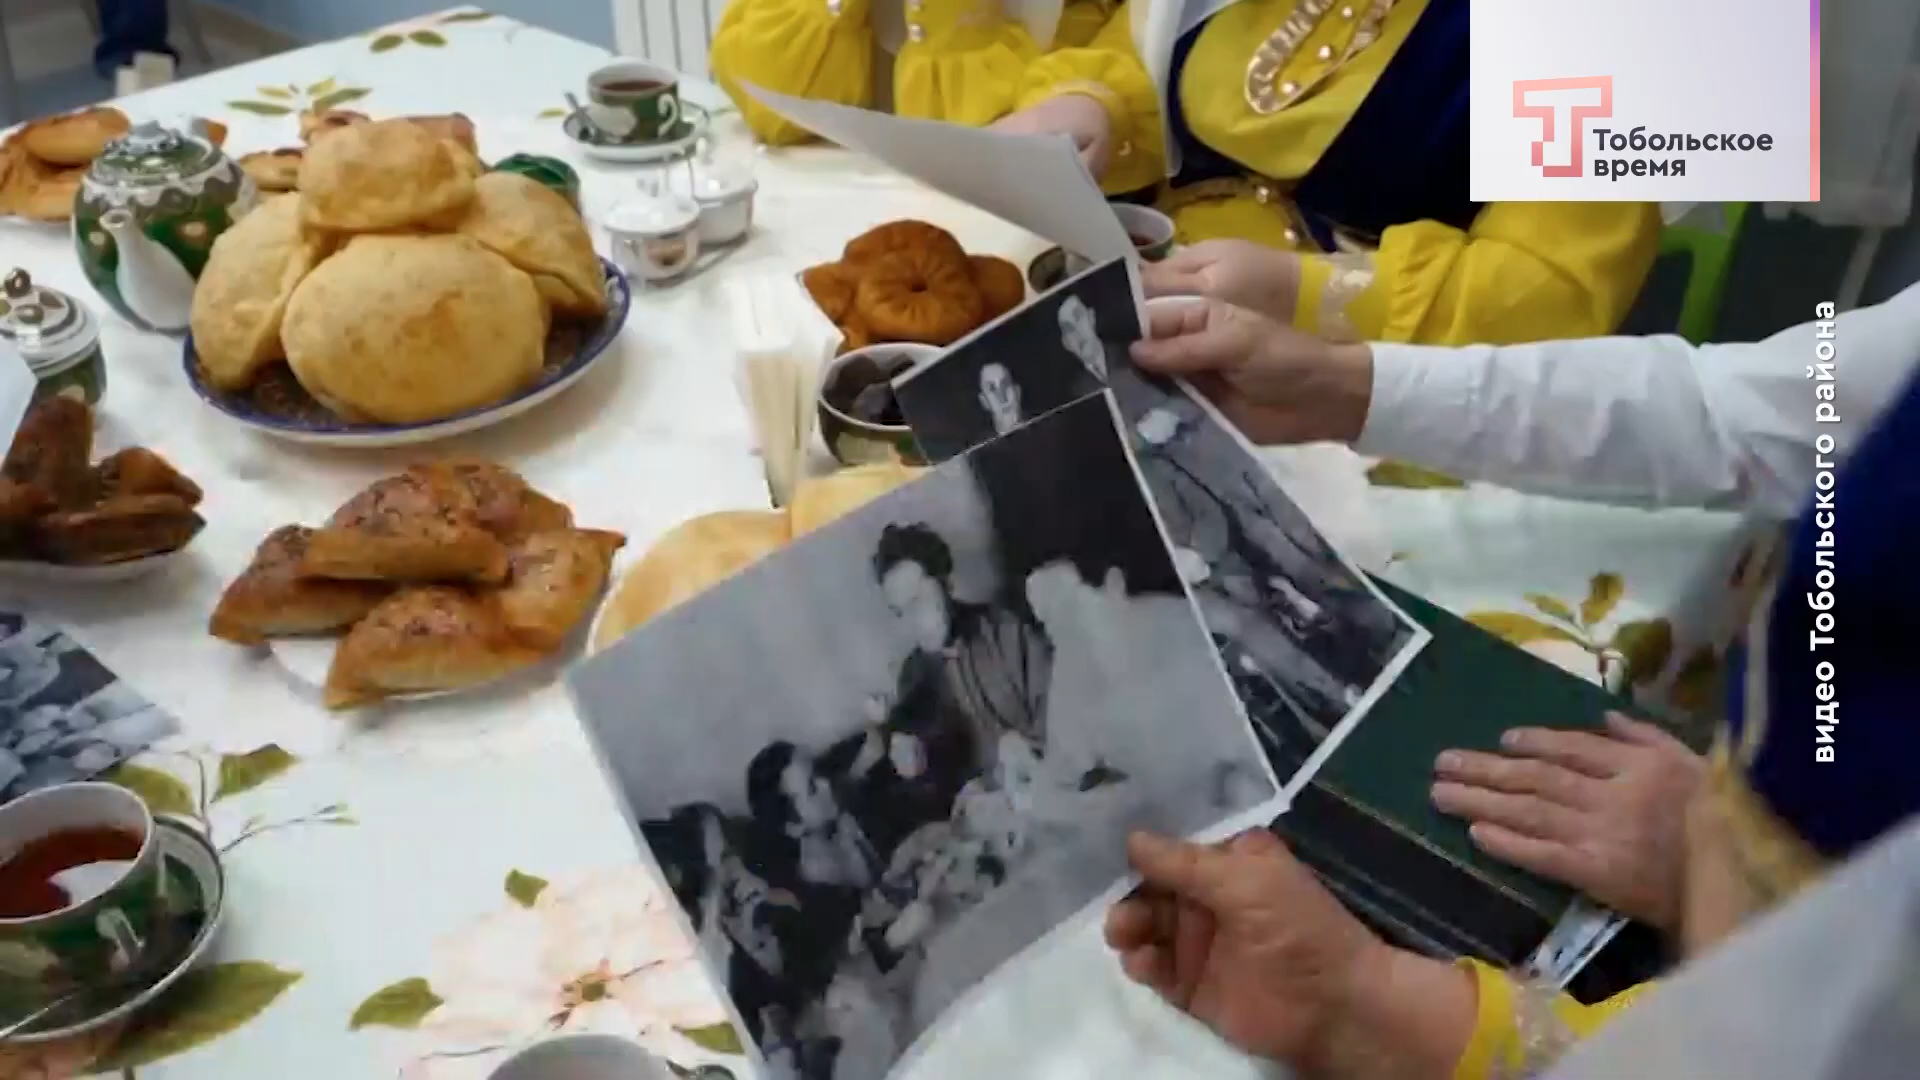 Тобольское
время
видео Тобольского района